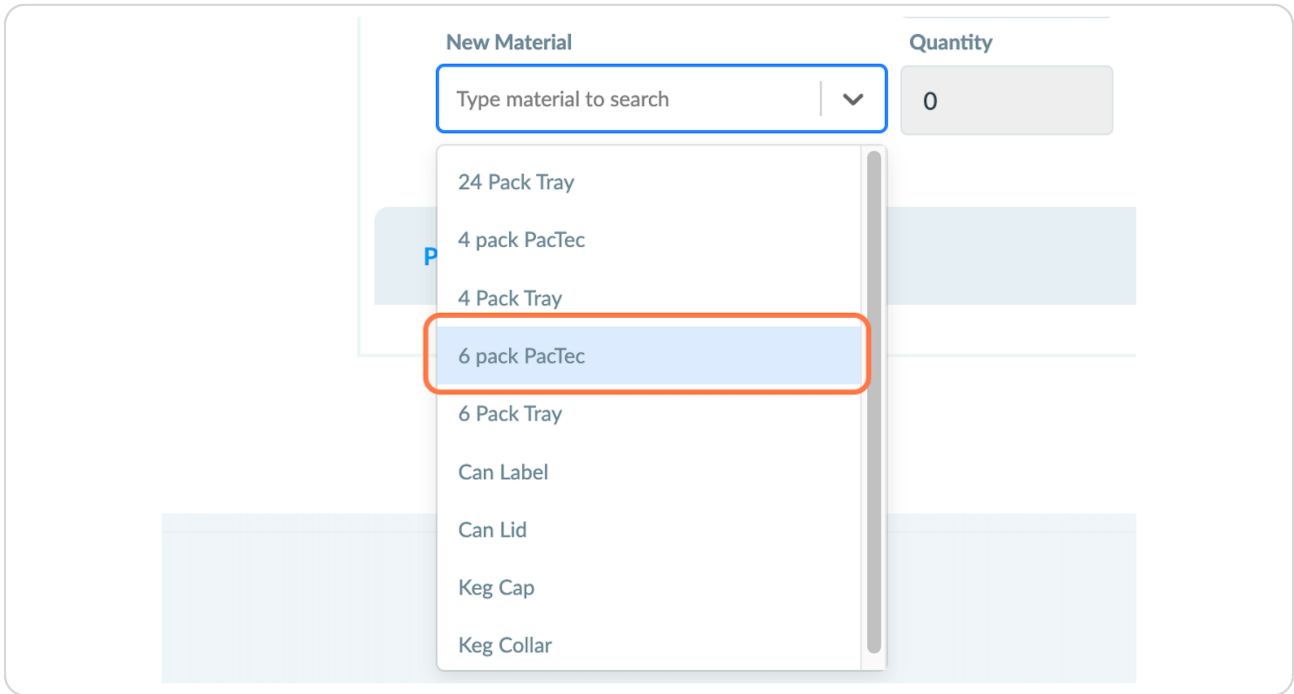 New Material
Quantity
Type material to search
0
24 Pack Tray
4 pack PacTec
P
4 Pack Tray
6 pack PacTec
6 Pack Tray
Can Label
Can Lid
Keg Cap
Keg Collar